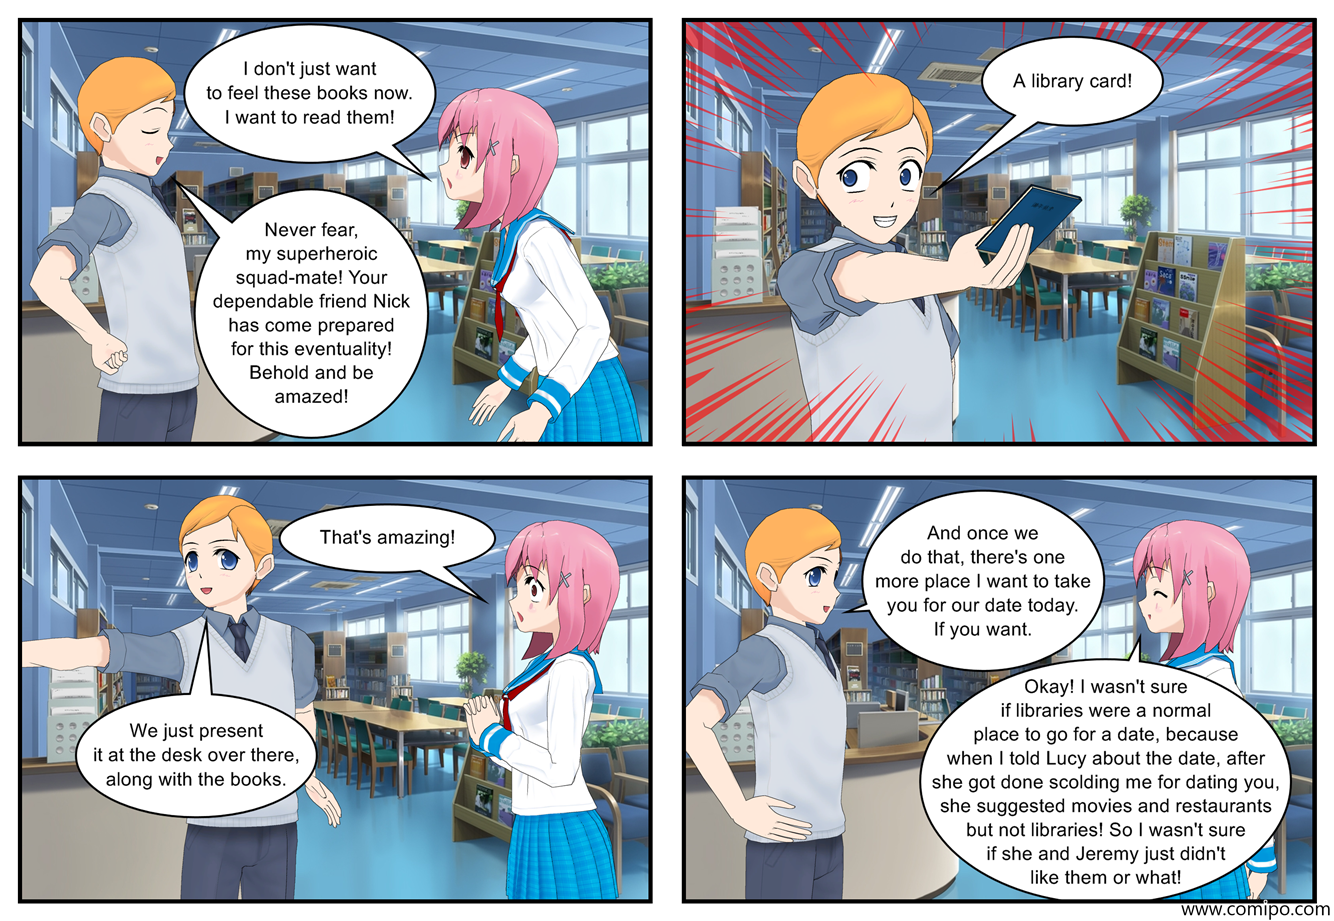 I don't just want
to feel these books now.
I want to read them!
Never fear,
my superheroic
squad-mate! Your
dependable friend Nick
has come prepared
for this eventuality!
Behold and be
amazed!
A library card!
That's amazing!
We just present
it at the desk over there,
along with the books.
And once we
do that, there's one
more place I want to take
you for our date today.
If you want.
Okay! I wasn't sure
if libraries were a normal
place to go for a date, because
when I told Lucy about the date, after
she got done scolding me for dating you,
she suggested movies and restaurants
but not libraries! So I wasn't sure
if she and Jeremy just didn't
like them or what!
www.comipo.com